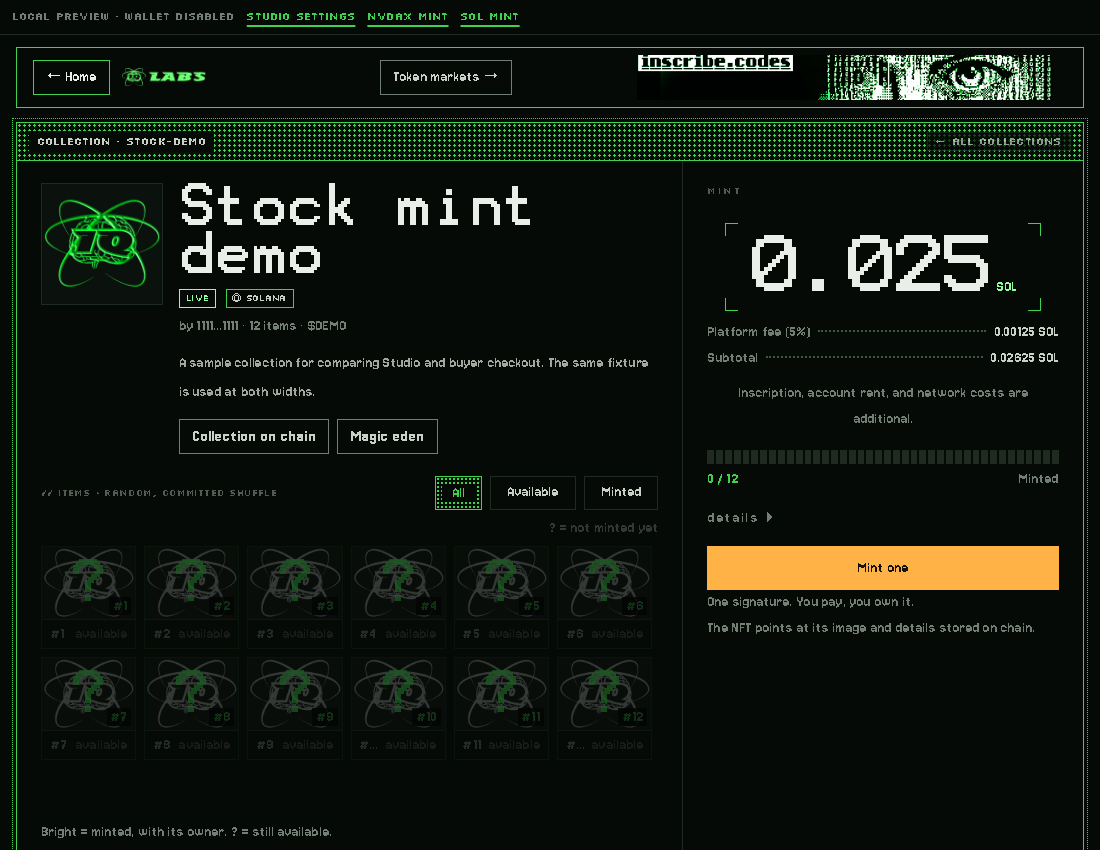 LOCAL PREVIEW · WALLET DISABLED STUDIO SETTINGS NVDAX MINT SOL MINT
← Home LABS Token markets → inscribe.codes
COLLECTION · STOCK-DEMO ← ALL COLLECTIONS
Stock mint
demo
LIVE SOLANA
by 1111...1111 · 12 items · $DEMO
A sample collection for comparing Studio and buyer checkout. The same fixture
is used at both widths.
Collection on chain Magic eden
// ITEMS · RANDOM, COMMITTED SHUFFLE All Available Minted
? = not minted yet
IQ
? ? ? ? ? ?
#1 #2 #3 #4 #5 #6
#1 available #2 available #3 available #4 available #5 available #6 available
? ? ? ? ? ?
#7 #8 #9 #10 #11 #12
#7 available #8 available #9 available #... available #11 available #... available
Bright = minted, with its owner. ? = still available.
MINT
0.025 SOL
Platform fee (5%) 0.00125 SOL
Subtotal 0.02625 SOL
Inscription, account rent, and network costs are
additional.
0 / 12 Minted
details
Mint one
One signature. You pay, you own it.
The NFT points at its image and details stored on chain.